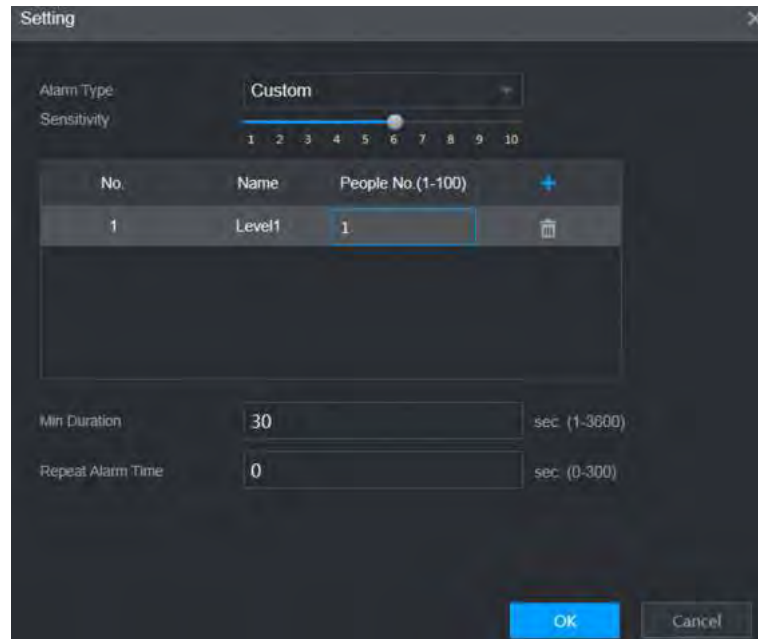 Setting
Alarm Type Custom
Sensitivity
1 2 3 4 5 6 7 8 9 10
No. Name People No.(1-100) +
1 Level1 1
Min Duration 30 sec. (1-3600)
Repeat Alarm Time 0 sec. (0-300)
OK Cancel